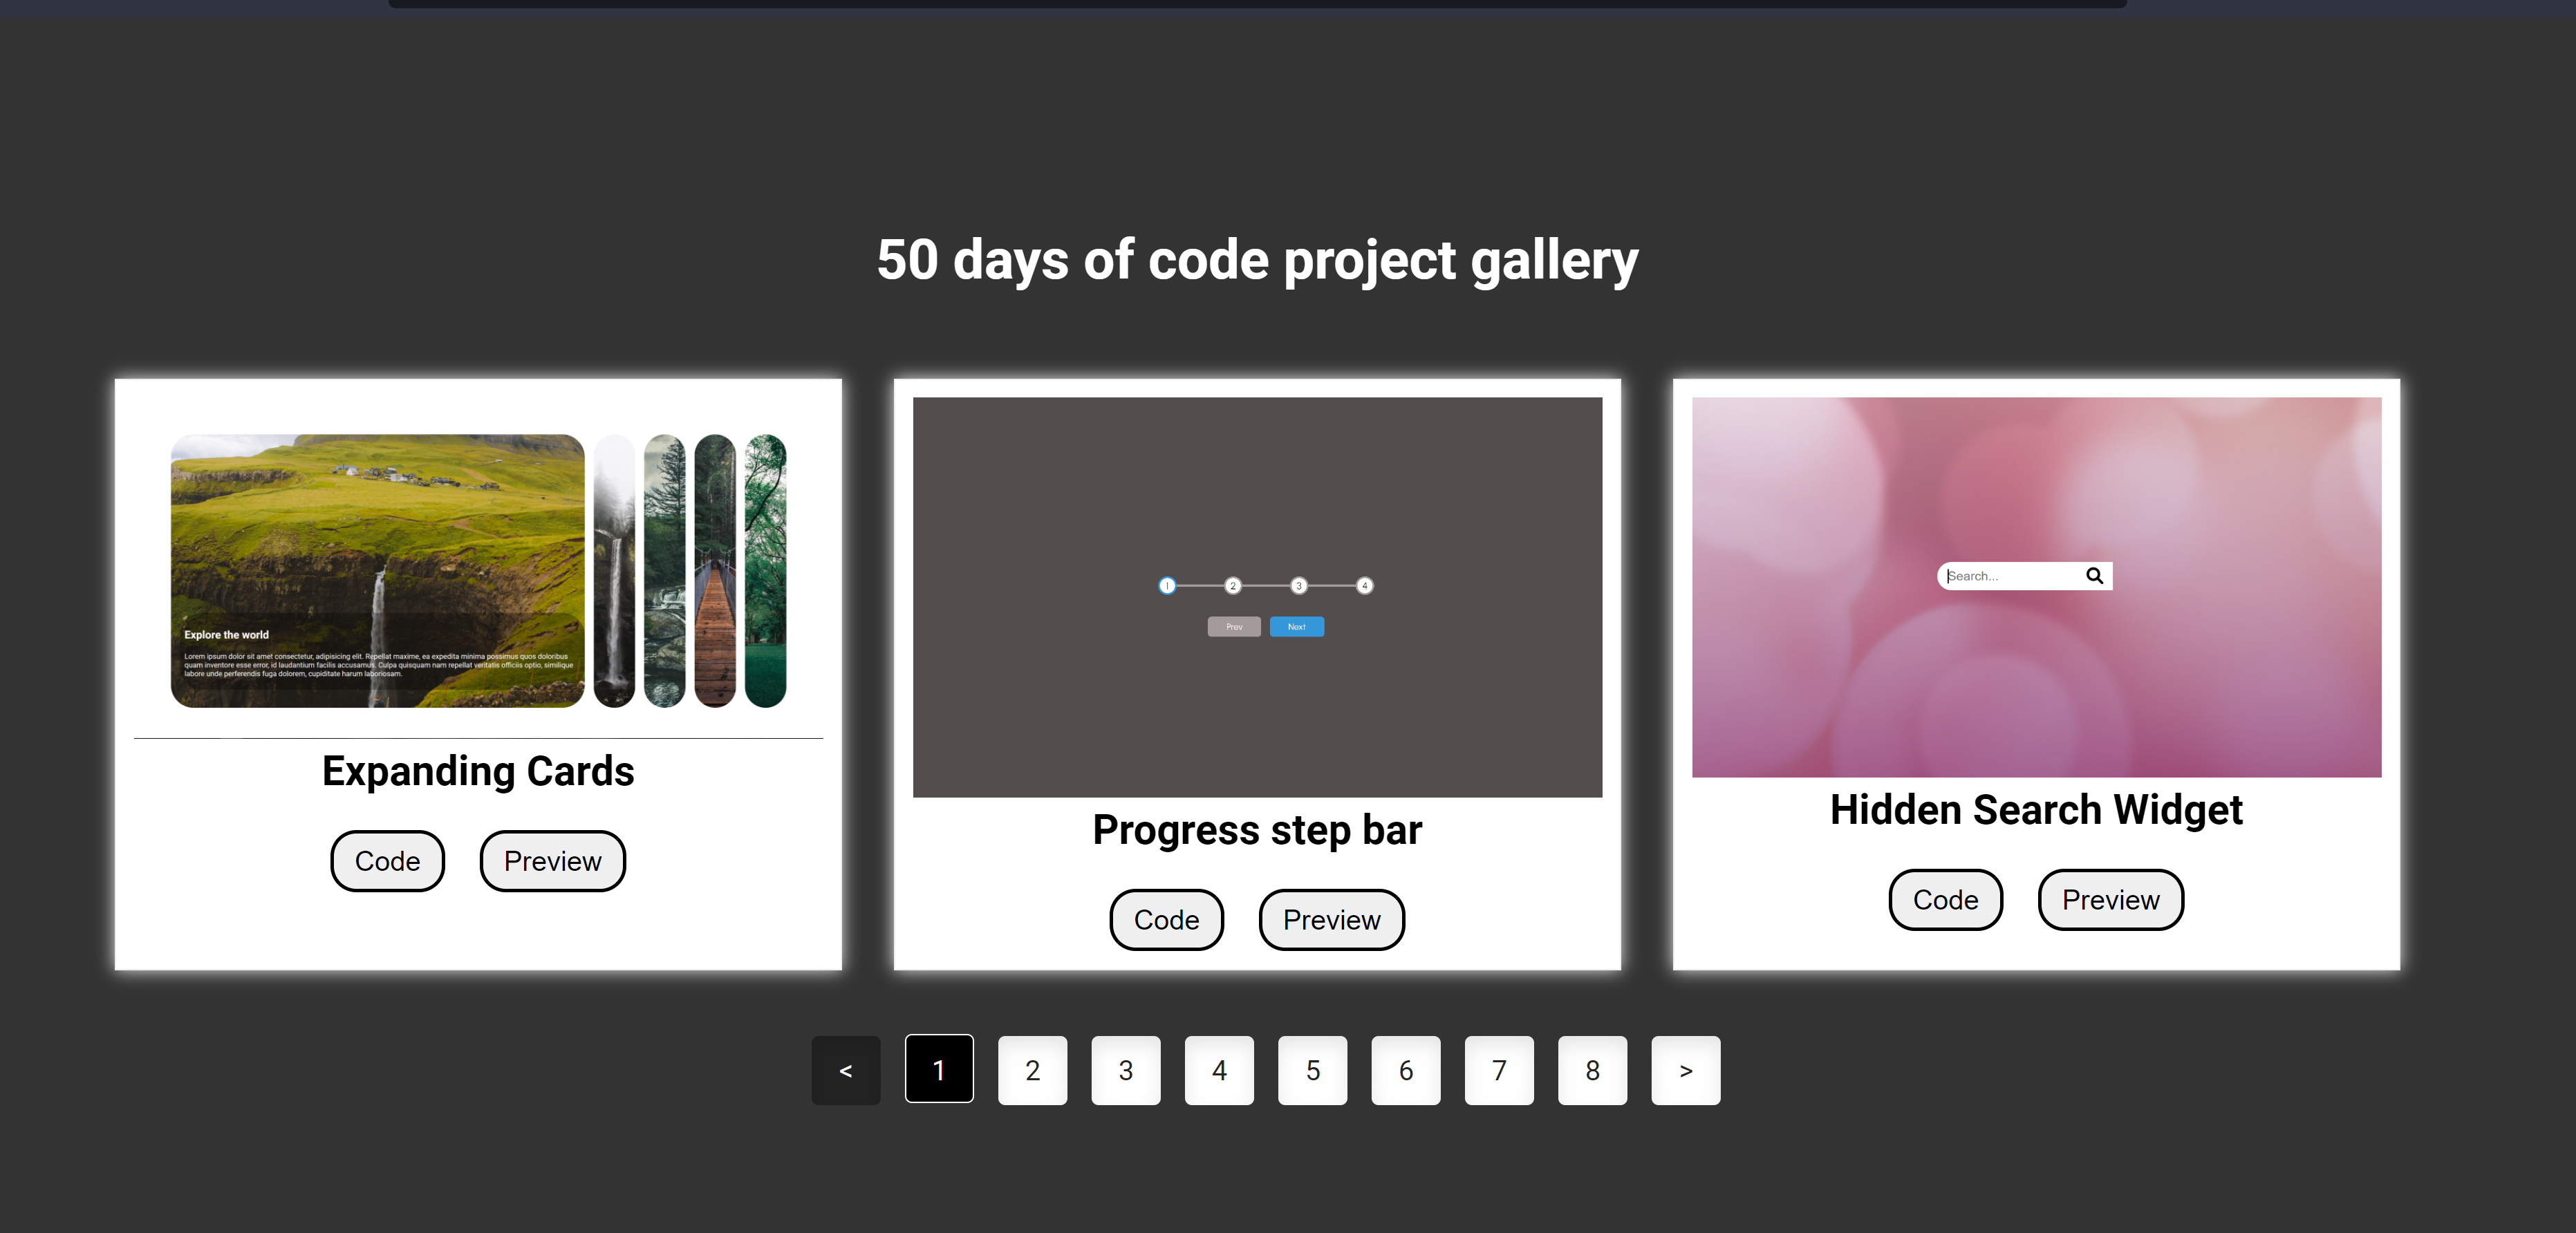 50 days of code project gallery
Explore the world
Lorem ipsum dolor sit amet consectetur, adipisicing elit. Repellat maxime, ea expedita minima possimus quos doloribus
quam inventore esse error, id laudantium facilis accusamus. Culpa quisquam nam repellat veritatis officiis optio, similique
labore unde perferendis fuga dolorem, cupiditate harum laboriosam.
Expanding Cards
Code Preview
1 2 3 4
Prev Next
Progress step bar
Code Preview
Search...
Hidden Search Widget
Code Preview
< 1 2 3 4 5 6 7 8 >